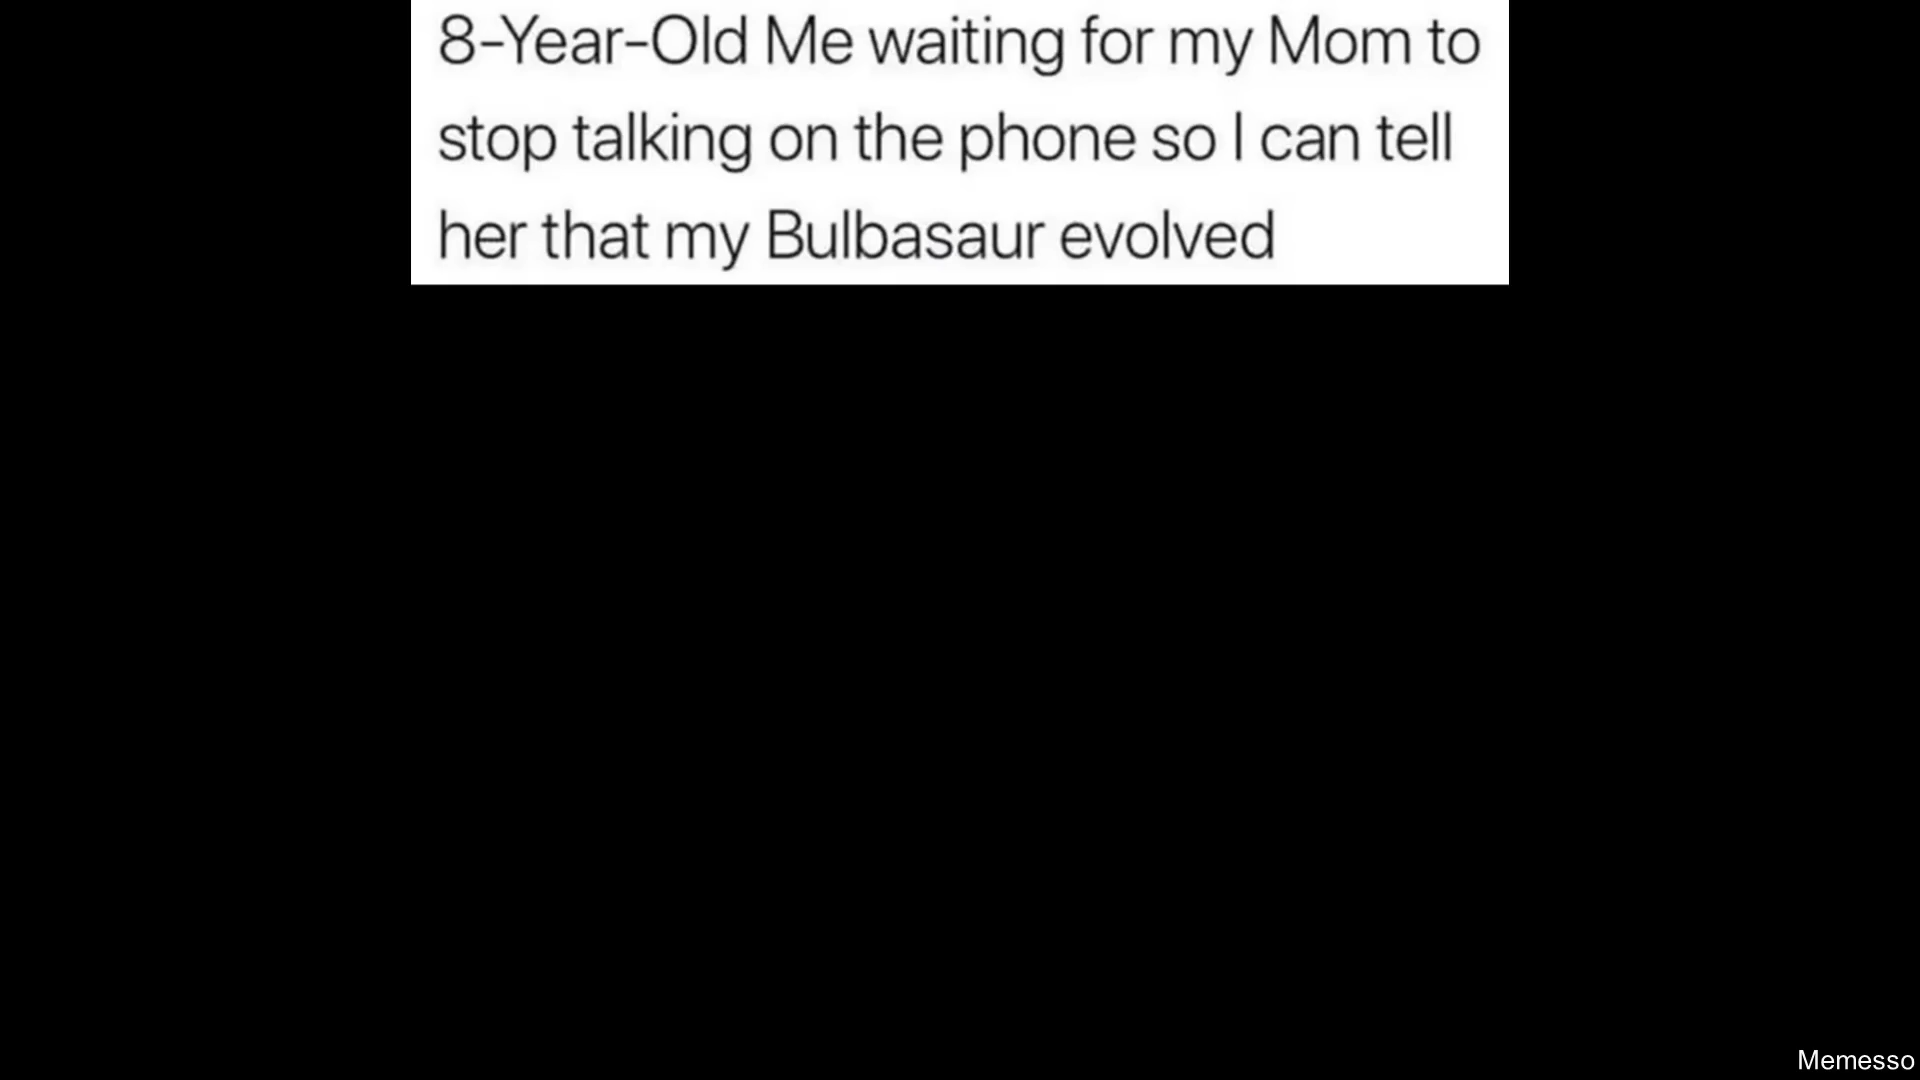 8-Year-Old Me waiting for my Mom to
stop talking on the phone so I can tell
her that my Bulbasaur evolved
Memesso